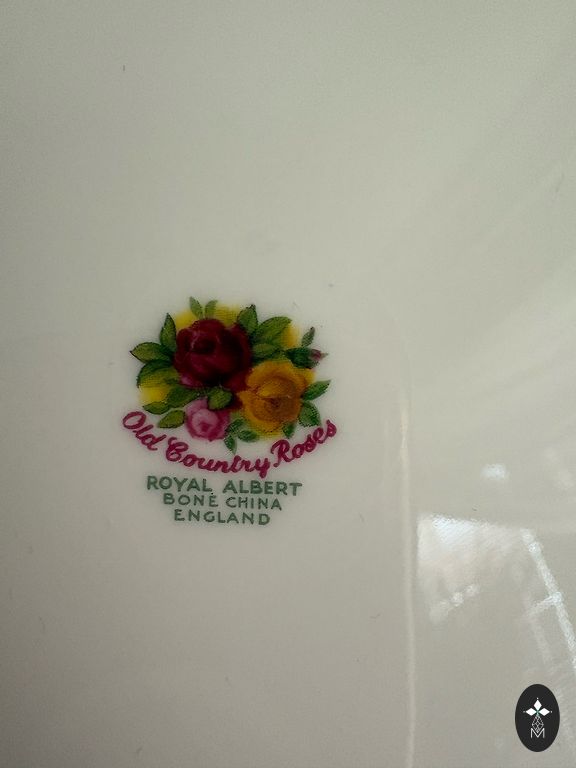 Old Country Roses
ROYAL ALBERT
BONE CHINA
ENGLAND
M